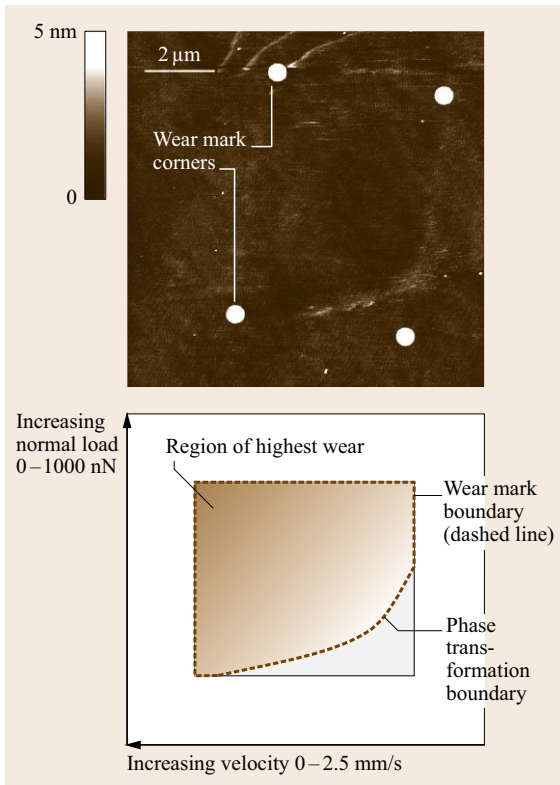 5 nm
0
2 µm
Wear mark
corners
Increasing
normal load
0–1000 nN
Region of highest wear
Wear mark
boundary
(dashed line)
Phase
trans-
formation
boundary
Increasing velocity 0–2.5 mm/s